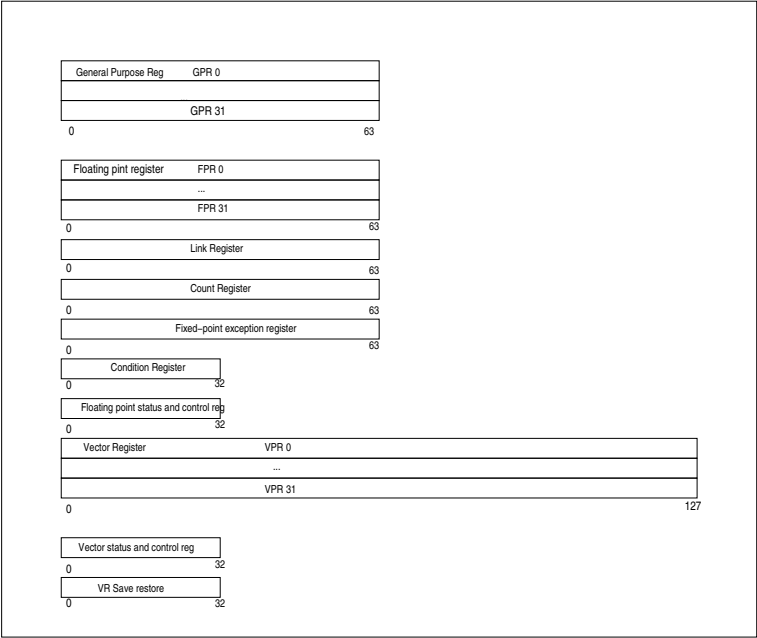 General Purpose Reg GPR 0
GPR 31
0 63
Floating pint register FPR 0
...
FPR 31
0 63
Link Register
0 63
Count Register
0 63
Fixed-point exception register
0 63
Condition Register
0 32
Floating point status and control reg
0 32
Vector Register VPR 0
...
VPR 31
0 127
Vector status and control reg
0 32
VR Save restore
0 32